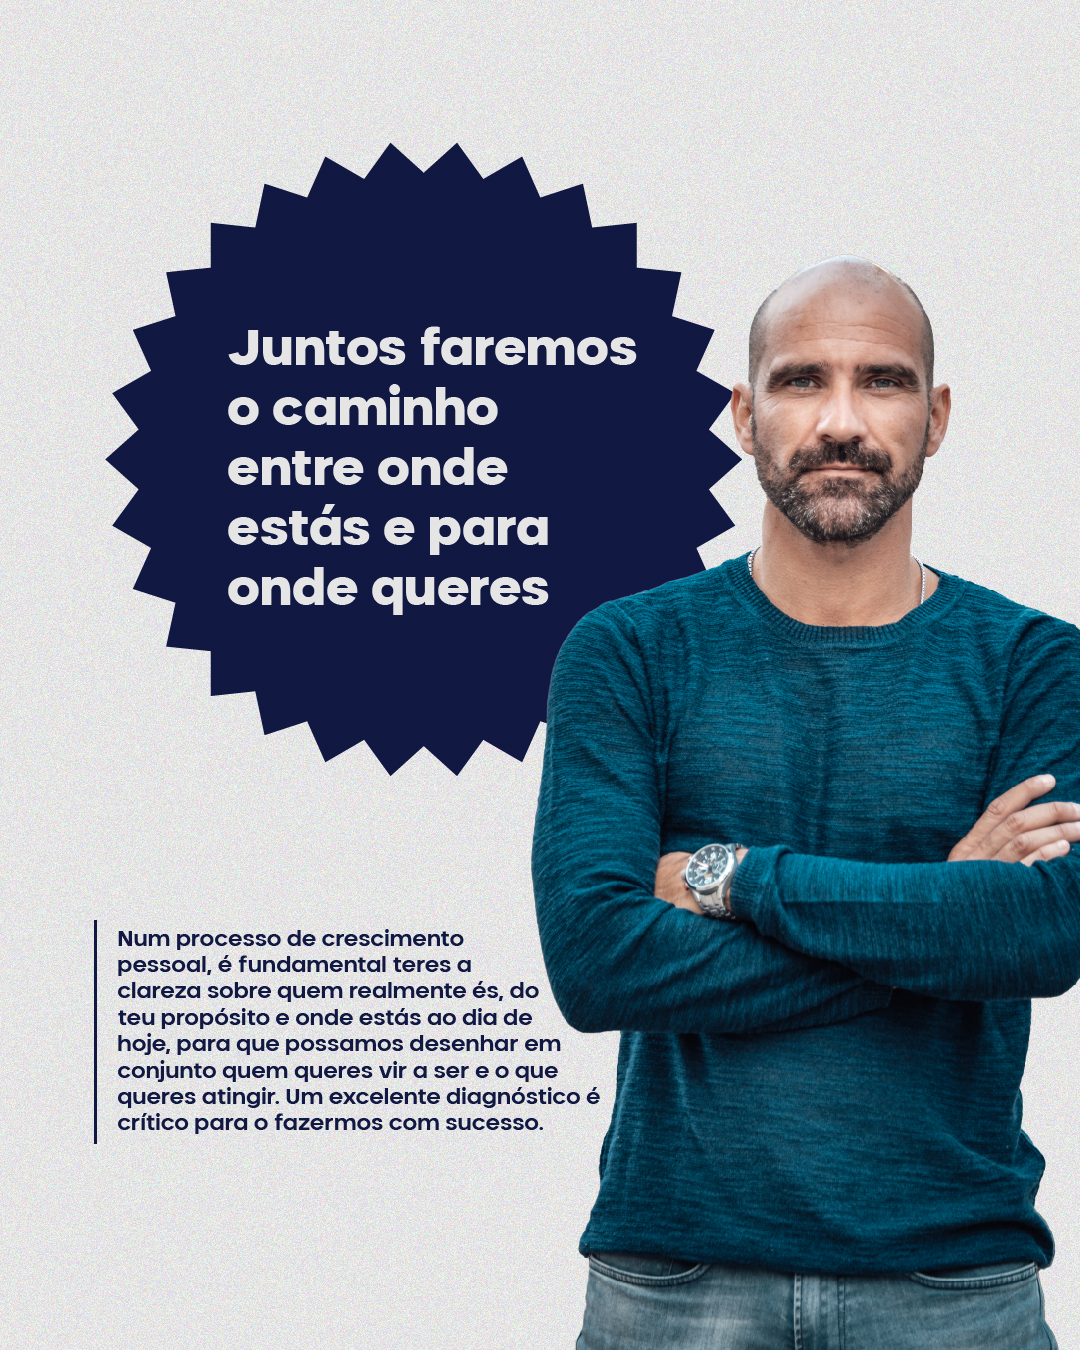 Juntos faremos
o caminho
entre onde
estás e para
onde queres
Num processo de crescimento
pessoal, é fundamental teres a
clareza sobre quem realmente és, do
teu propósito e onde estás ao dia de
hoje, para que possamos desenhar em
conjunto quem queres vir a ser e o que
queres atingir. Um excelente diagnóstico é
crítico para o fazermos com sucesso.